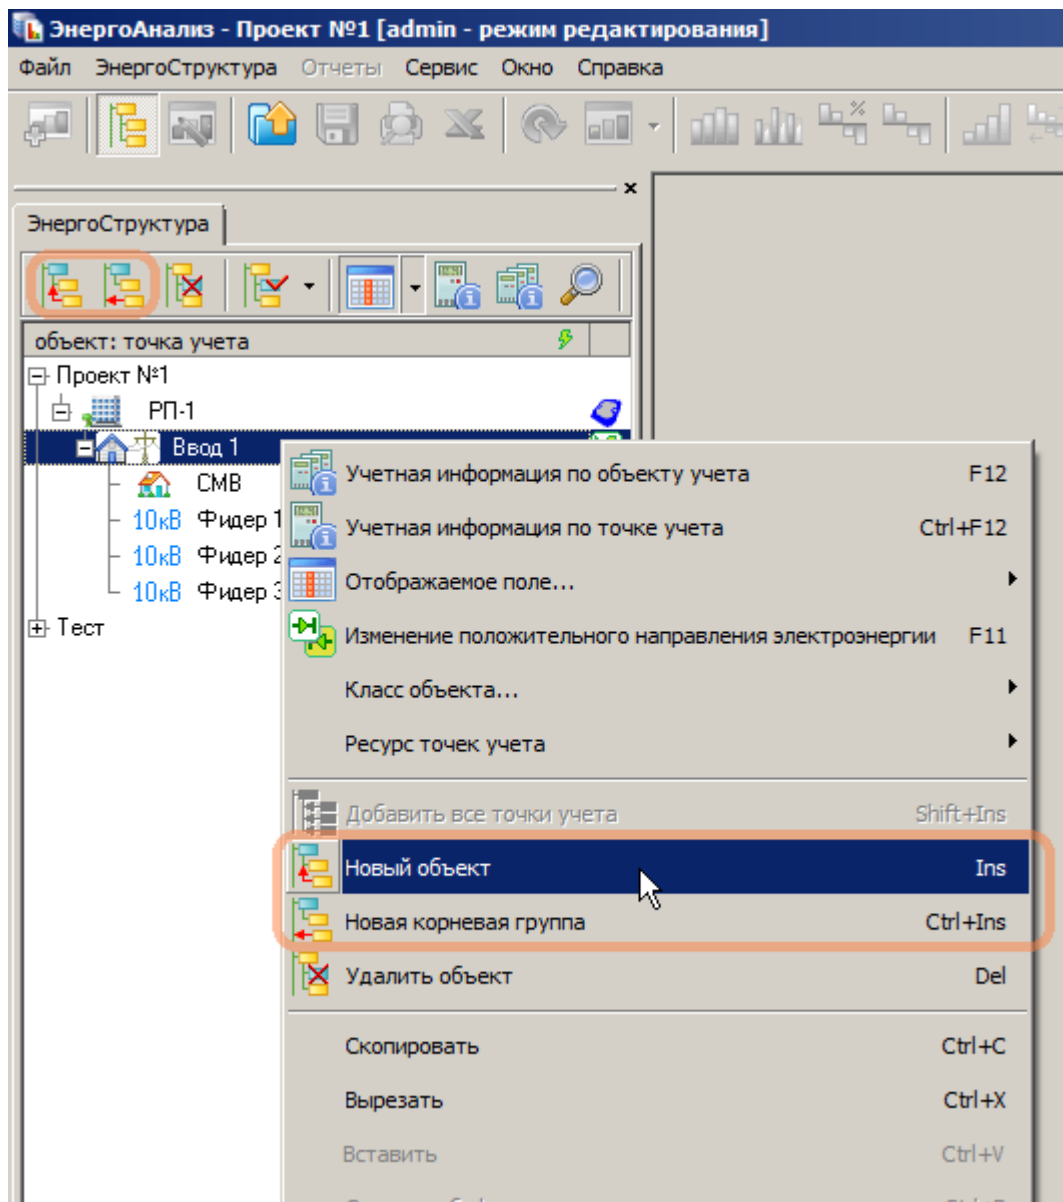 ЭнергоАнализ - Проект №1 [admin - режим редактирования]
Файл ЭнергоСтруктура Отчеты Сервис Окно Справка
ЭнергоСтруктура
объект: точка учета
Проект №1
РП-1
Ввод 1
СМВ
10кВ Фидер 1
10кВ Фидер 2
10кВ Фидер 3
Тест
Учетная информация по объекту учета F12
Учетная информация по точке учета Ctrl+F12
Отображаемое поле...
Изменение положительного направления электроэнергии F11
Класс объекта...
Ресурс точек учета
Добавить все точки учета Shift+Ins
Новый объект Ins
Новая корневая группа Ctrl+Ins
Удалить объект Del
Скопировать Ctrl+C
Вырезать Ctrl+X
Вставить Ctrl+V